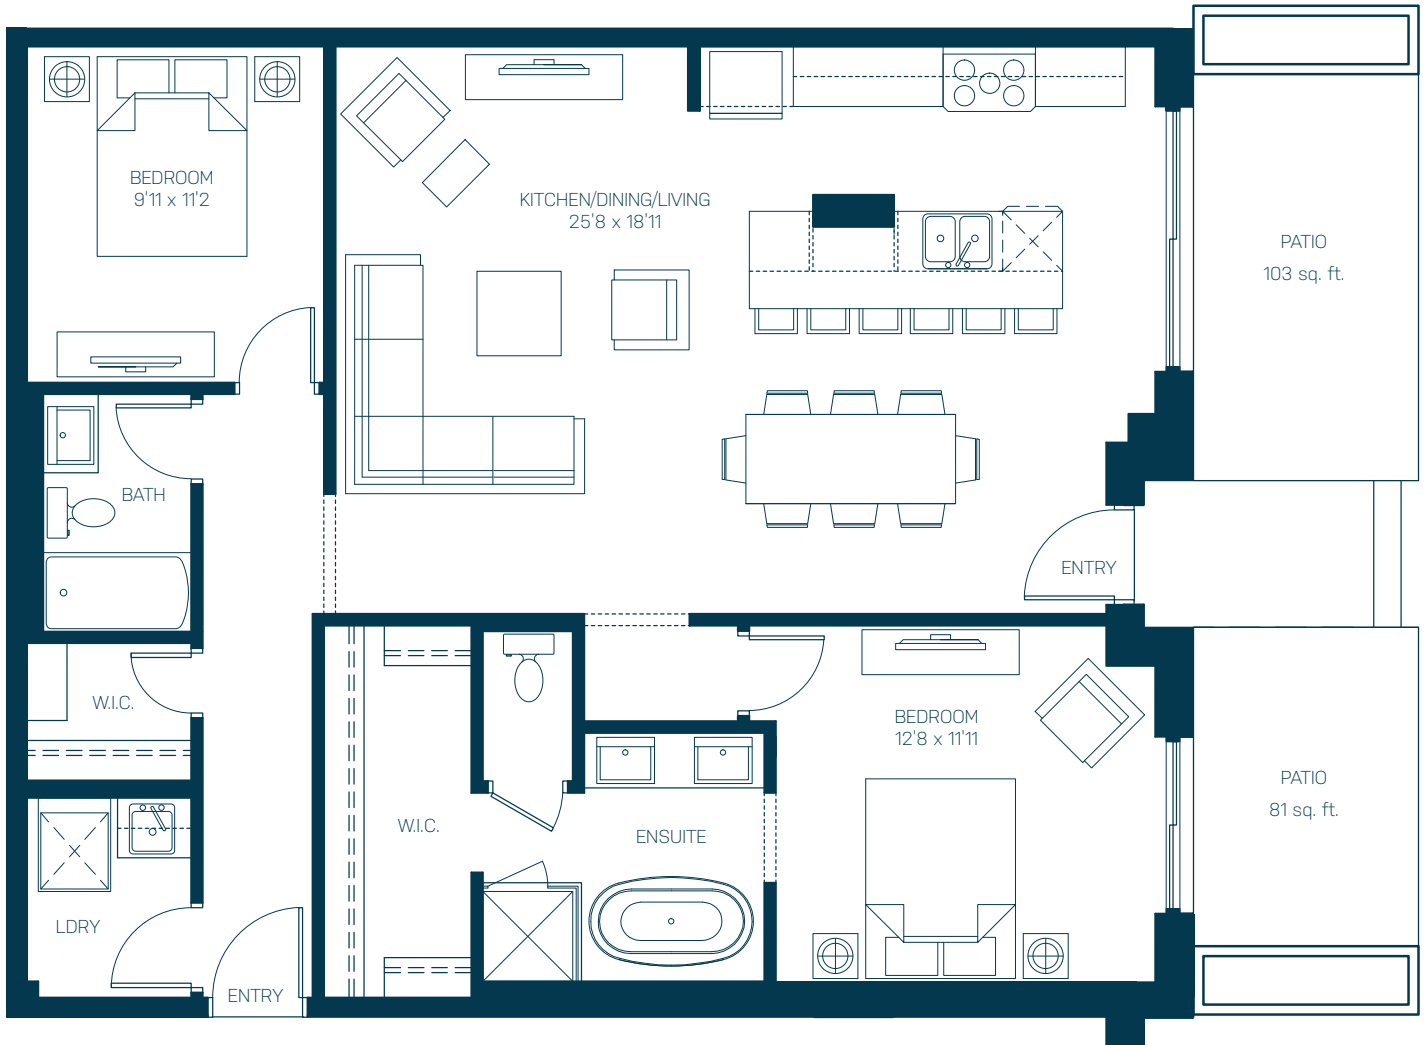 BEDROOM
9'11 x 11'2
KITCHEN/DINING/LIVING
25'8 x 18'11
PATIO
103 sq. ft.
BATH
ENTRY
W.I.C.
BEDROOM
12'8 x 11'11
PATIO
81 sq. ft.
W.I.C.
ENSUITE
LDRY
ENTRY